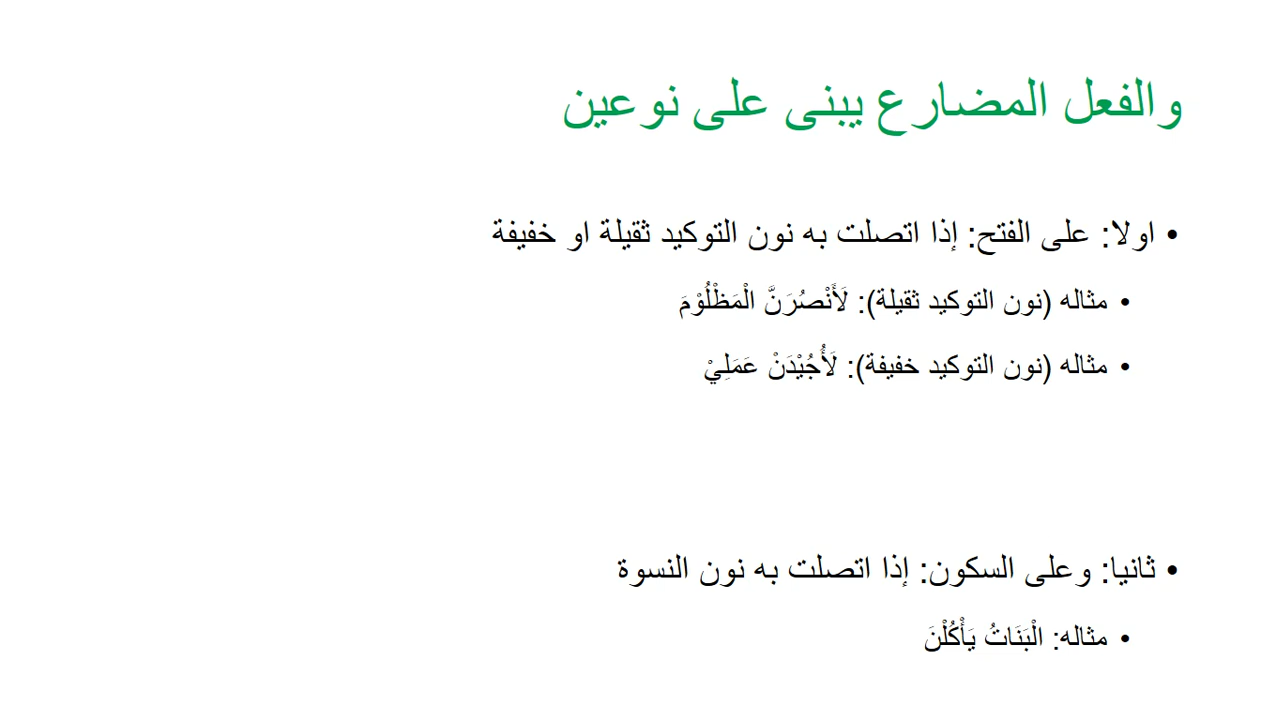 والفعل المضارع يبنى على نوعين
• اولا: على الفتح: إذا اتصلت به نون التوكيد ثقيلة او خفيفة
• مثاله (نون التوكيد ثقيلة): لَأَنْصُرَنَّ الْمَظْلُوْمَ
• مثاله (نون التوكيد خفيفة): لَأُجُيْدَنْ عَمَلِيْ
• ثانيا: وعلى السكون: إذا اتصلت به نون النسوة
• مثاله: الْبَنَاتُ يَأْكُلْنَ